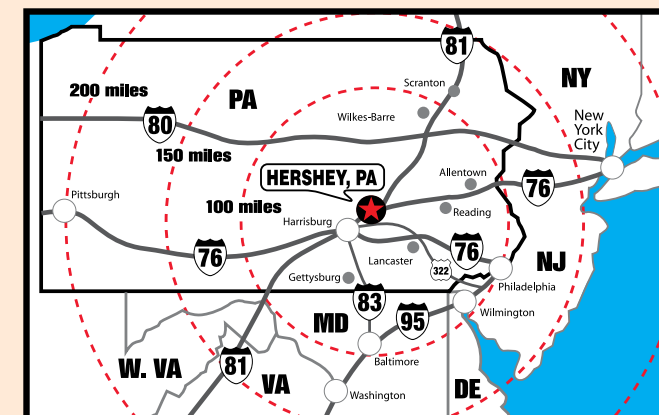 81
NY
Scranton
200 miles
PA
New
York
City
Wilkes-Barre
80
150 miles
HERSHEY, PA
Allentown
76
Pittsburgh
100 miles
Reading
Harrisburg
76
Lancaster
76
322
NJ
Gettysburg
Philadelphia
83
95
Wilmington
MD
81
W. VA
VA
Baltimore
Washington
DE